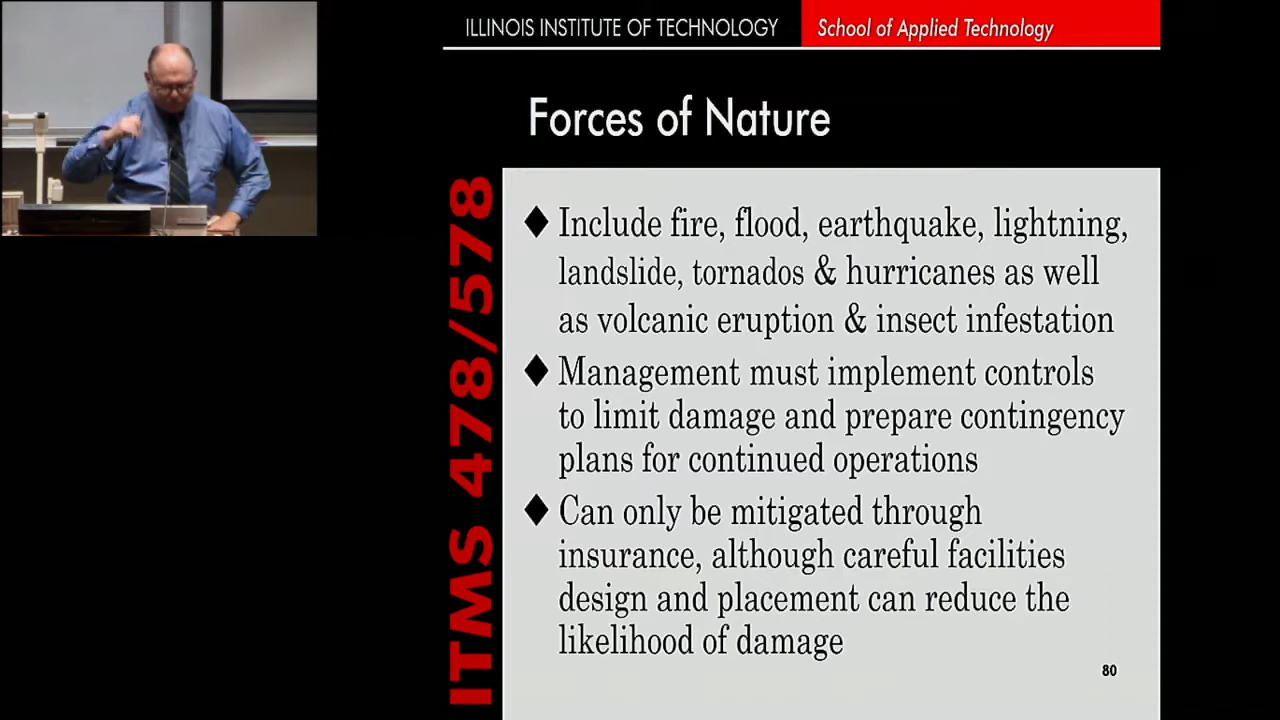 ILLINOIS INSTITUTE OF TECHNOLOGY School of Applied Technology
Forces of Nature
ITMS 478/578
♦ Include fire, flood, earthquake, lightning,
landslide, tornados & hurricanes as well
as volcanic eruption & insect infestation
♦ Management must implement controls
to limit damage and prepare contingency
plans for continued operations
♦ Can only be mitigated through
insurance, although careful facilities
design and placement can reduce the
likelihood of damage
80